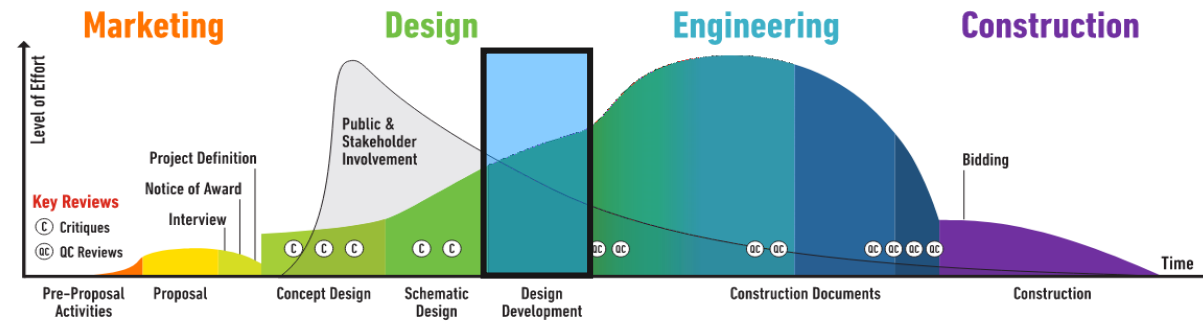 Marketing
Design
Engineering
Construction
Level of Effort
Public &
Stakeholder
Involvement
Project Definition
Notice of Award
Interview
Bidding
Key Reviews
C Critiques
QC QC Reviews
C C C C C QC QC QC QC QC QC QC QC
Time
Pre-Proposal
Activities
Proposal
Concept Design
Schematic
Design
Design
Development
Construction Documents
Construction